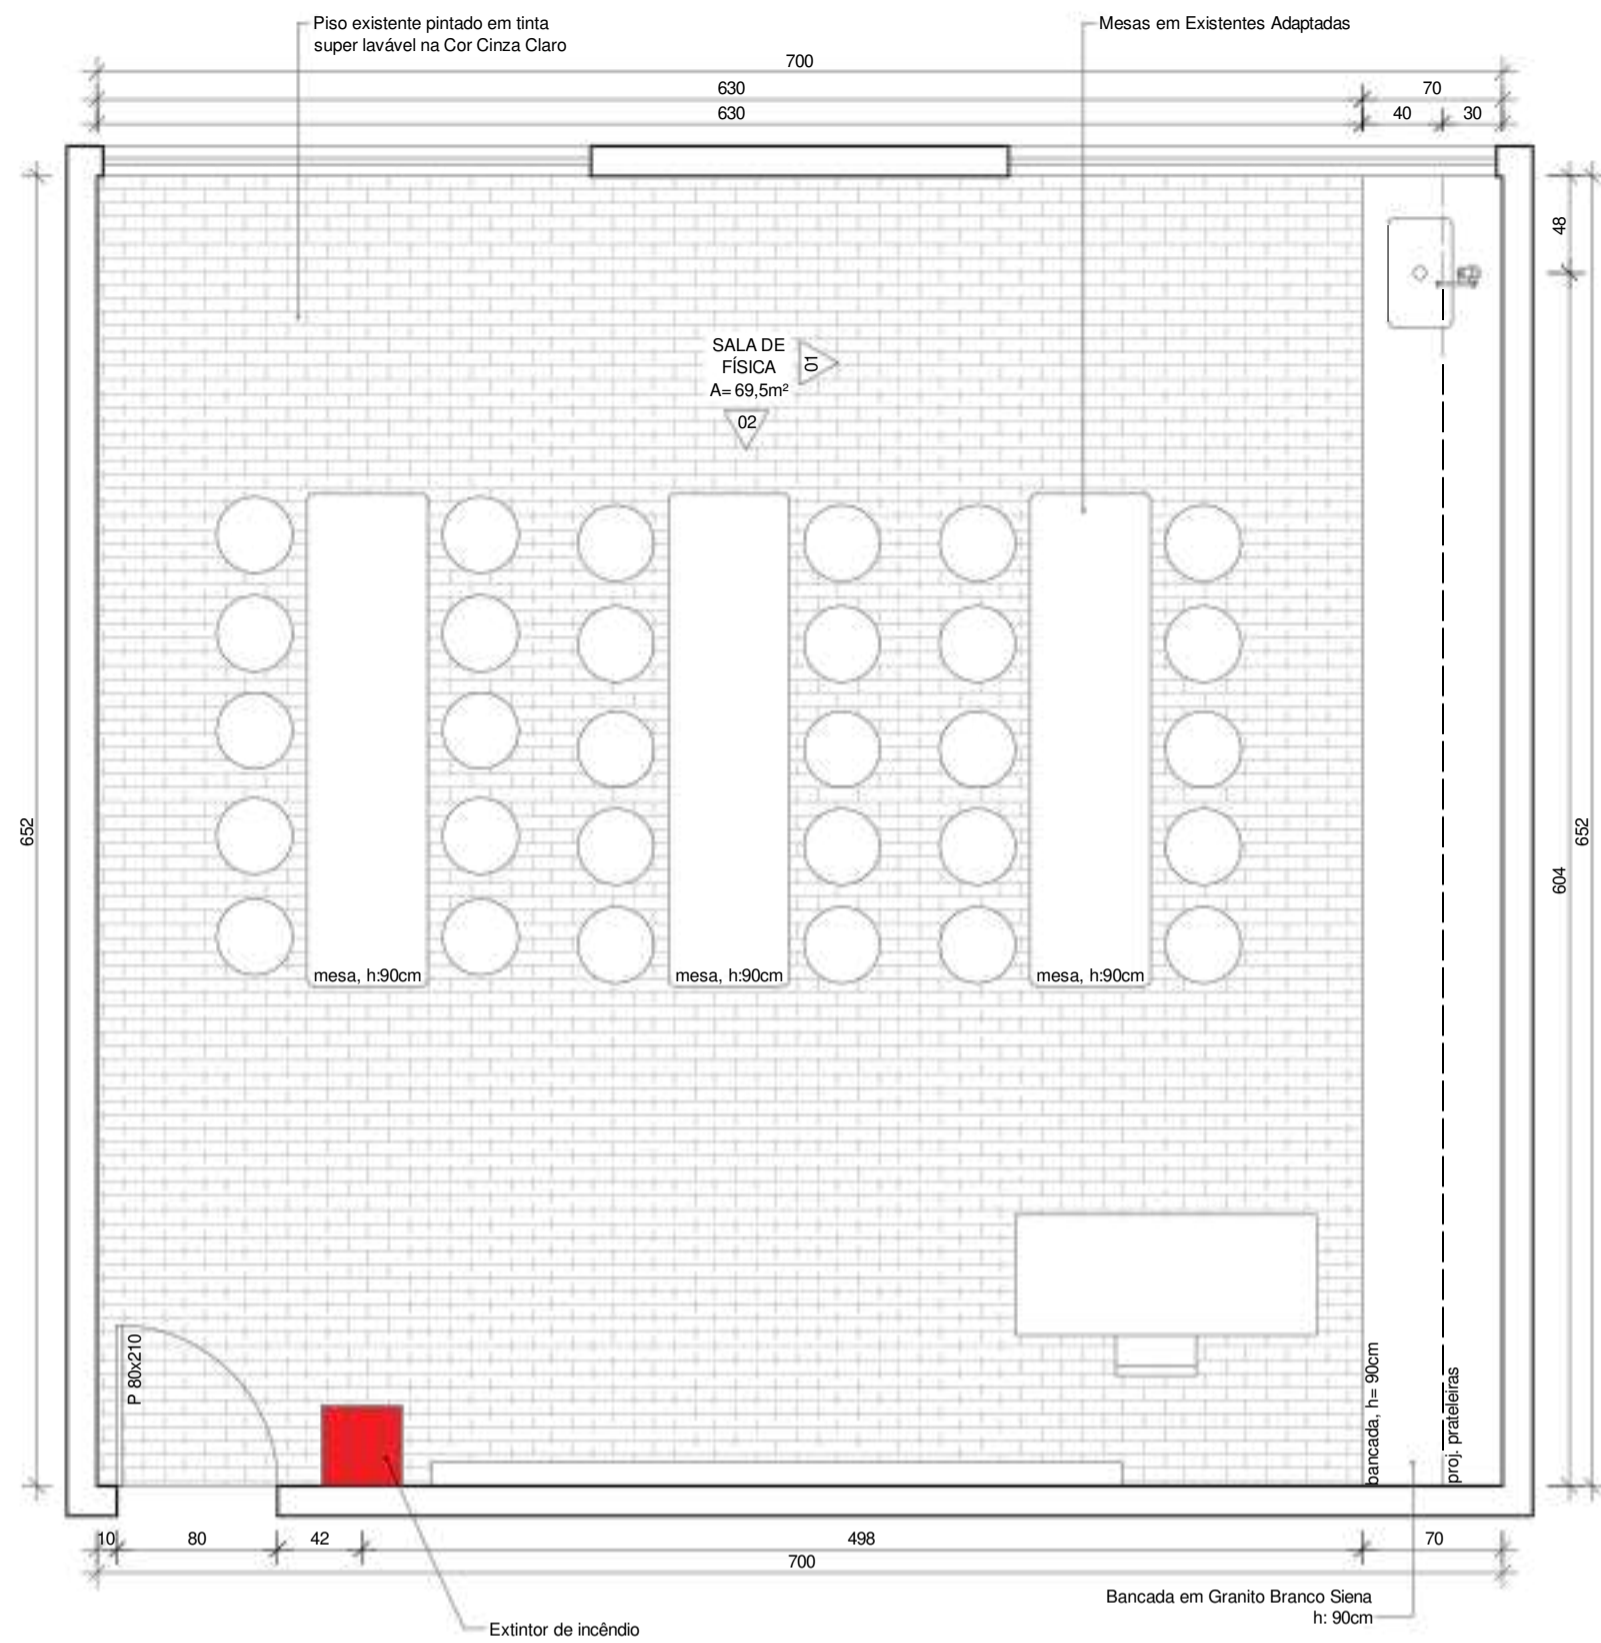 Piso existente pintado em tinta
super lavável na Cor Cinza Claro
Mesas em Existentes Adaptadas
700
630
70
630
40
30
48
SALA DE
FÍSICA
A= 69,5m²
01
02
652
652
604
mesa, h:90cm
mesa, h:90cm
mesa, h:90cm
P 80x210
bancada, h= 90cm
proj. prateleiras
10
80
42
498
70
700
Bancada em Granito Branco Siena
h: 90cm
Extintor de incêndio